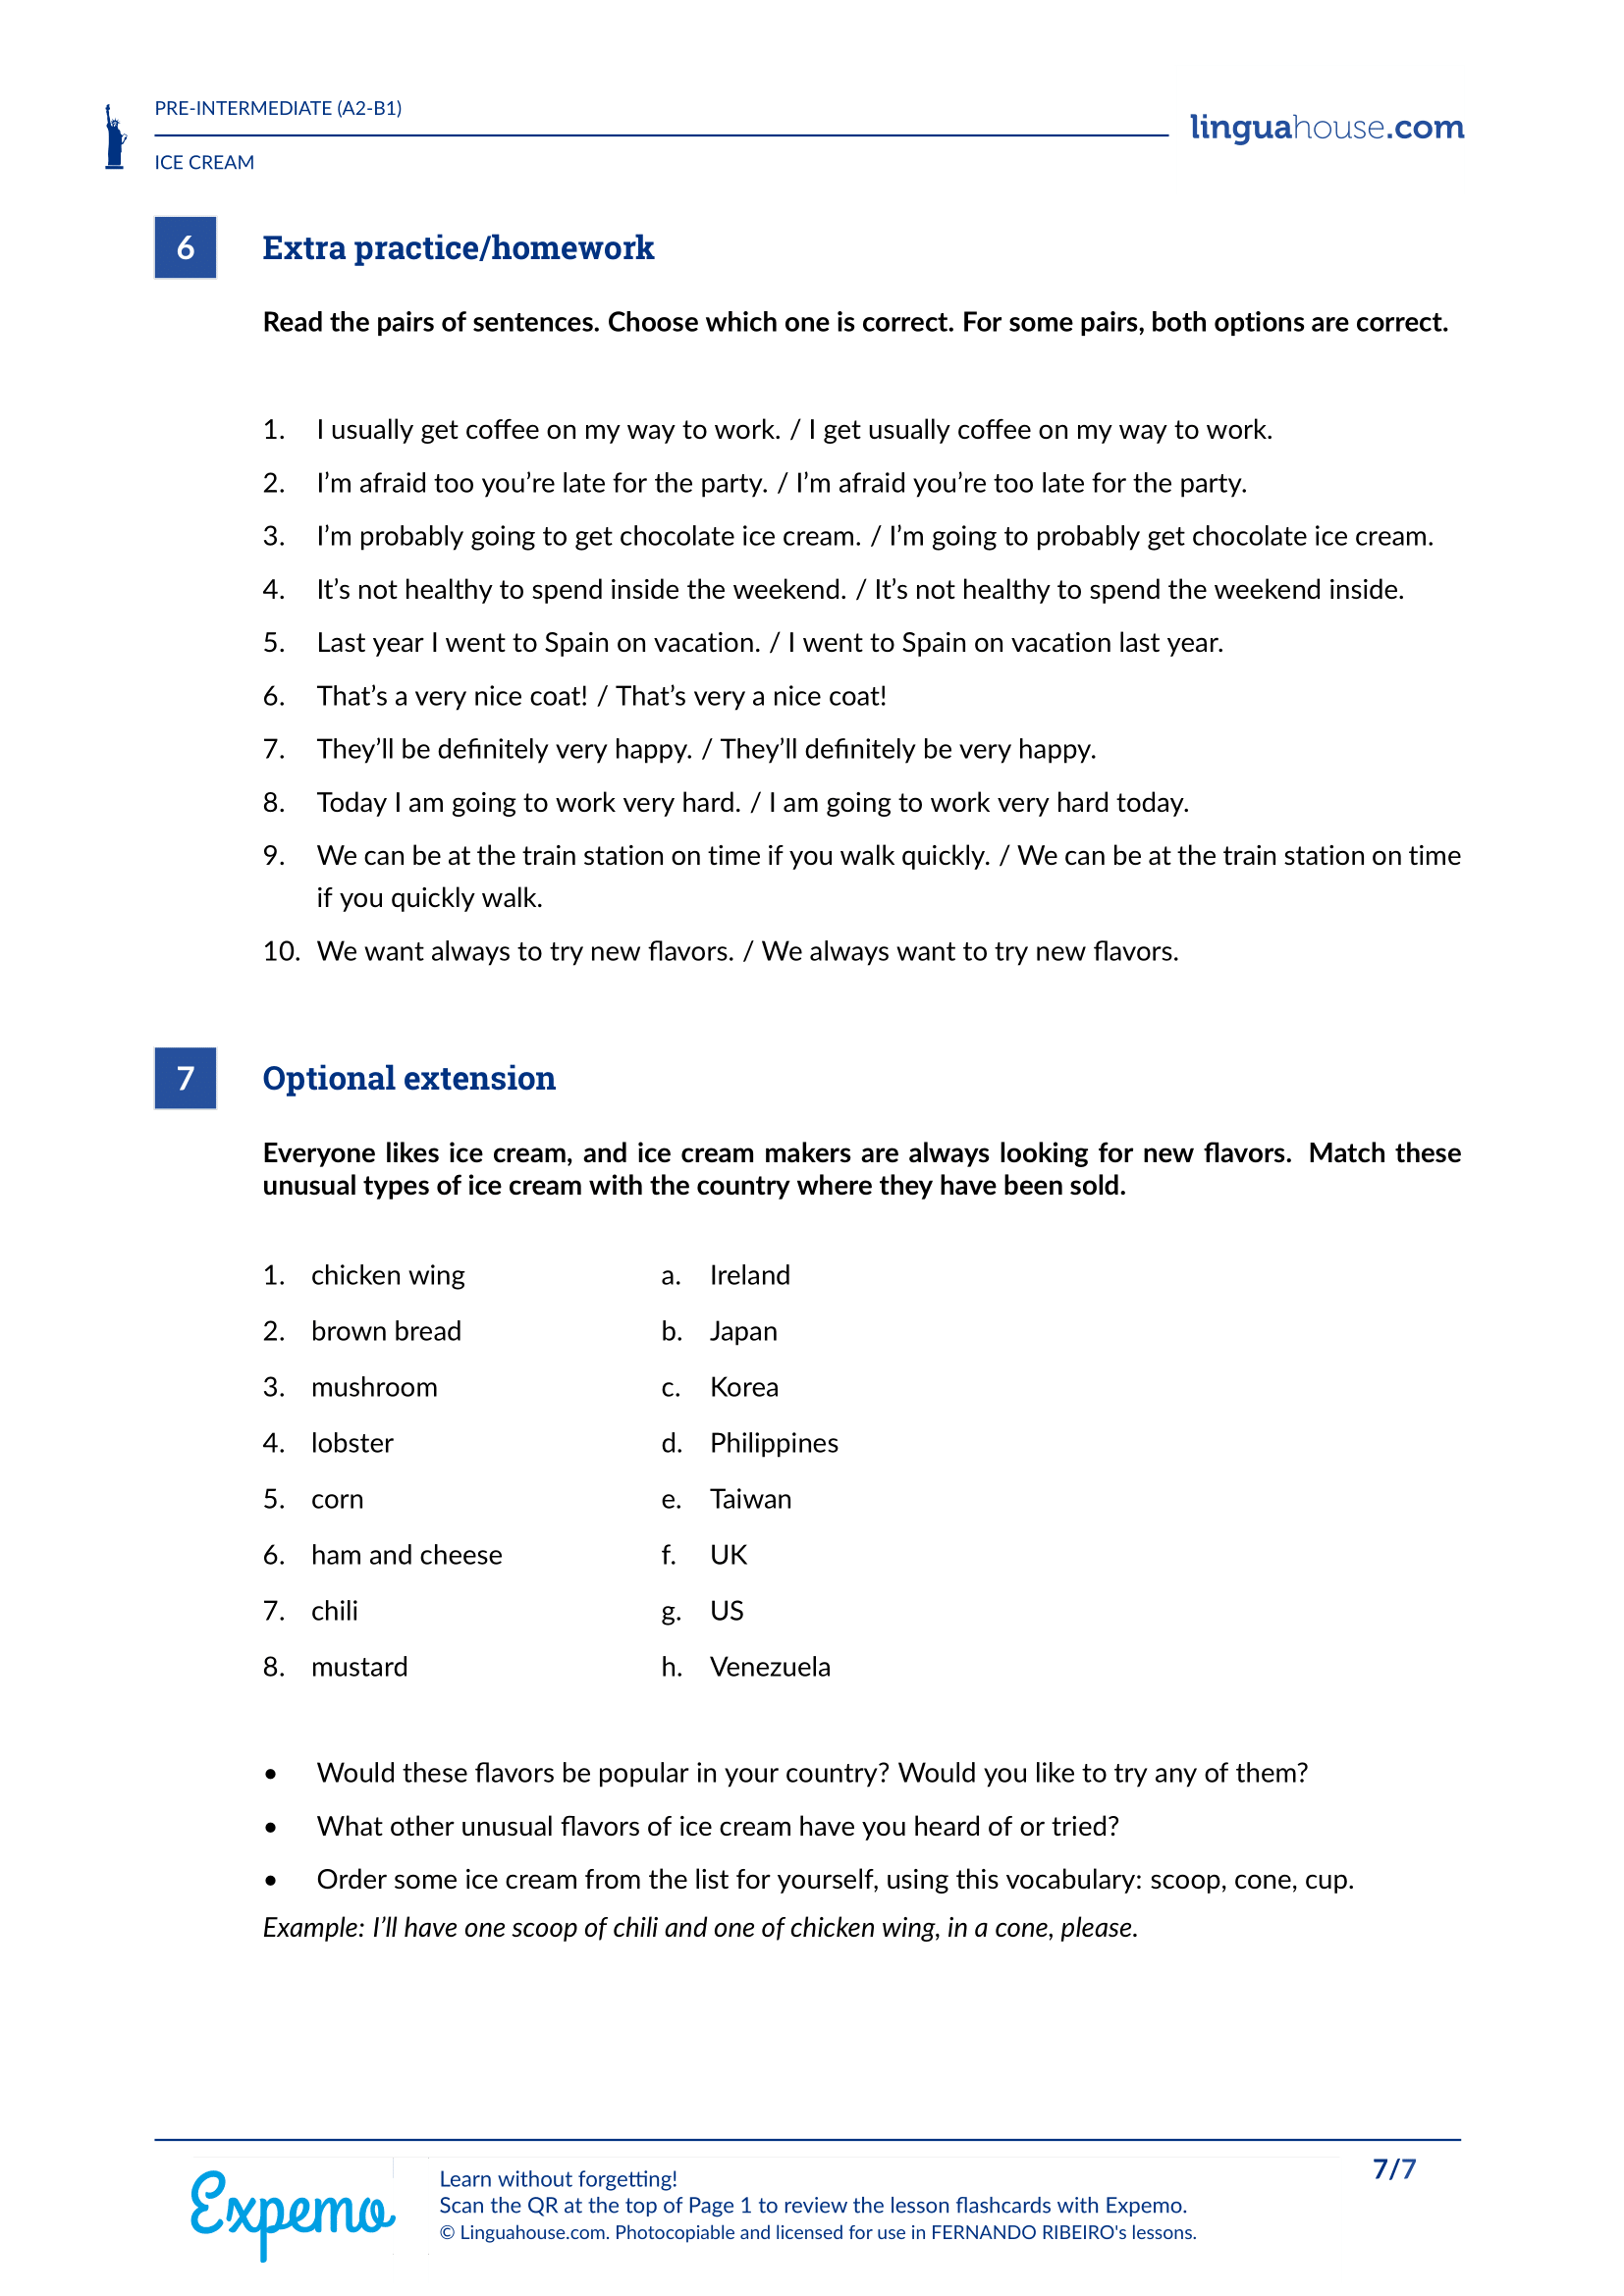 PRE-INTERMEDIATE (A2-B1)
linguahouse.com
ICE CREAM
6
Extra practice/homework
Read the pairs of sentences. Choose which one is correct. For some pairs, both options are correct.
1. I usually get coffee on my way to work. / I get usually coffee on my way to work.
2. I'm afraid too you're late for the party. / I'm afraid you're too late for the party.
3. I'm probably going to get chocolate ice cream. / I'm going to probably get chocolate ice cream.
4. It's not healthy to spend inside the weekend. / It's not healthy to spend the weekend inside.
5. Last year I went to Spain on vacation. / I went to Spain on vacation last year.
6. That's a very nice coat! / That's very a nice coat!
7. They'll be definitely very happy. / They'll definitely be very happy.
8. Today I am going to work very hard. / I am going to work very hard today.
9. We can be at the train station on time if you walk quickly. / We can be at the train station on time
if you quickly walk.
10. We want always to try new flavors. / We always want to try new flavors.
7
Optional extension
Everyone likes ice cream, and ice cream makers are always looking for new flavors. Match these
unusual types of ice cream with the country where they have been sold.
1. chicken wing a. Ireland
2. brown bread b. Japan
3. mushroom c. Korea
4. lobster d. Philippines
5. corn e. Taiwan
6. ham and cheese f. UK
7. chili g. US
8. mustard h. Venezuela
• Would these flavors be popular in your country? Would you like to try any of them?
• What other unusual flavors of ice cream have you heard of or tried?
• Order some ice cream from the list for yourself, using this vocabulary: scoop, cone, cup.
Example: I'll have one scoop of chili and one of chicken wing, in a cone, please.
7/7
Expemo
Learn without forgetting!
Scan the QR at the top of Page 1 to review the lesson flashcards with Expemo.
© Linguahouse.com. Photocopiable and licensed for use in FERNANDO RIBEIRO's lessons.